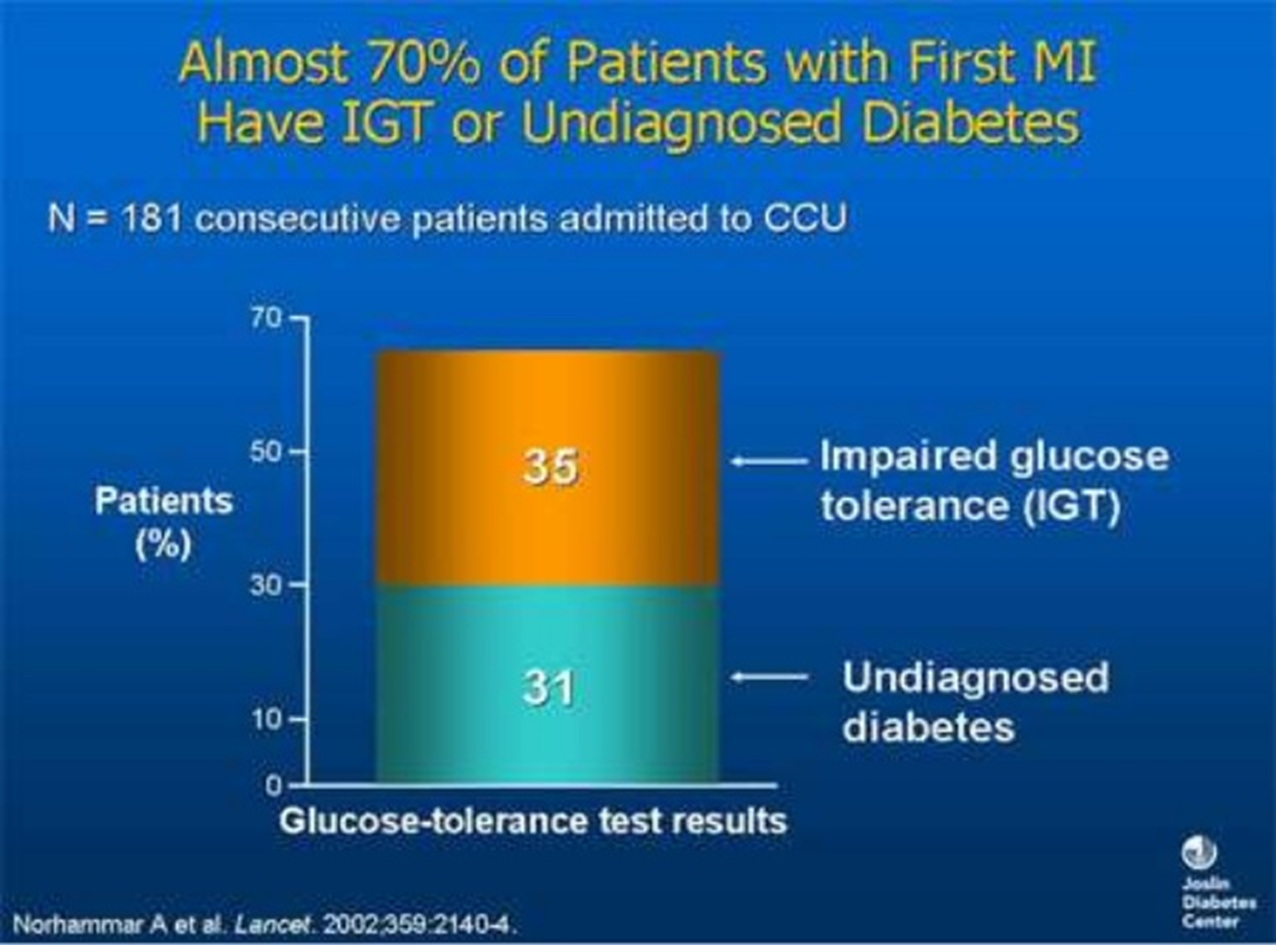 Almost 70% of Patients with First MI
Have IGT or Undiagnosed Diabetes
N = 181 consecutive patients admitted to CCU
70
50
30
10
0
Patients
(%)
35
31
Impaired glucose
tolerance (IGT)
Undiagnosed
diabetes
Glucose-tolerance test results
Joslin
Diabetes
Center
Norhammar A et al. Lancet. 2002;359:2140-4.